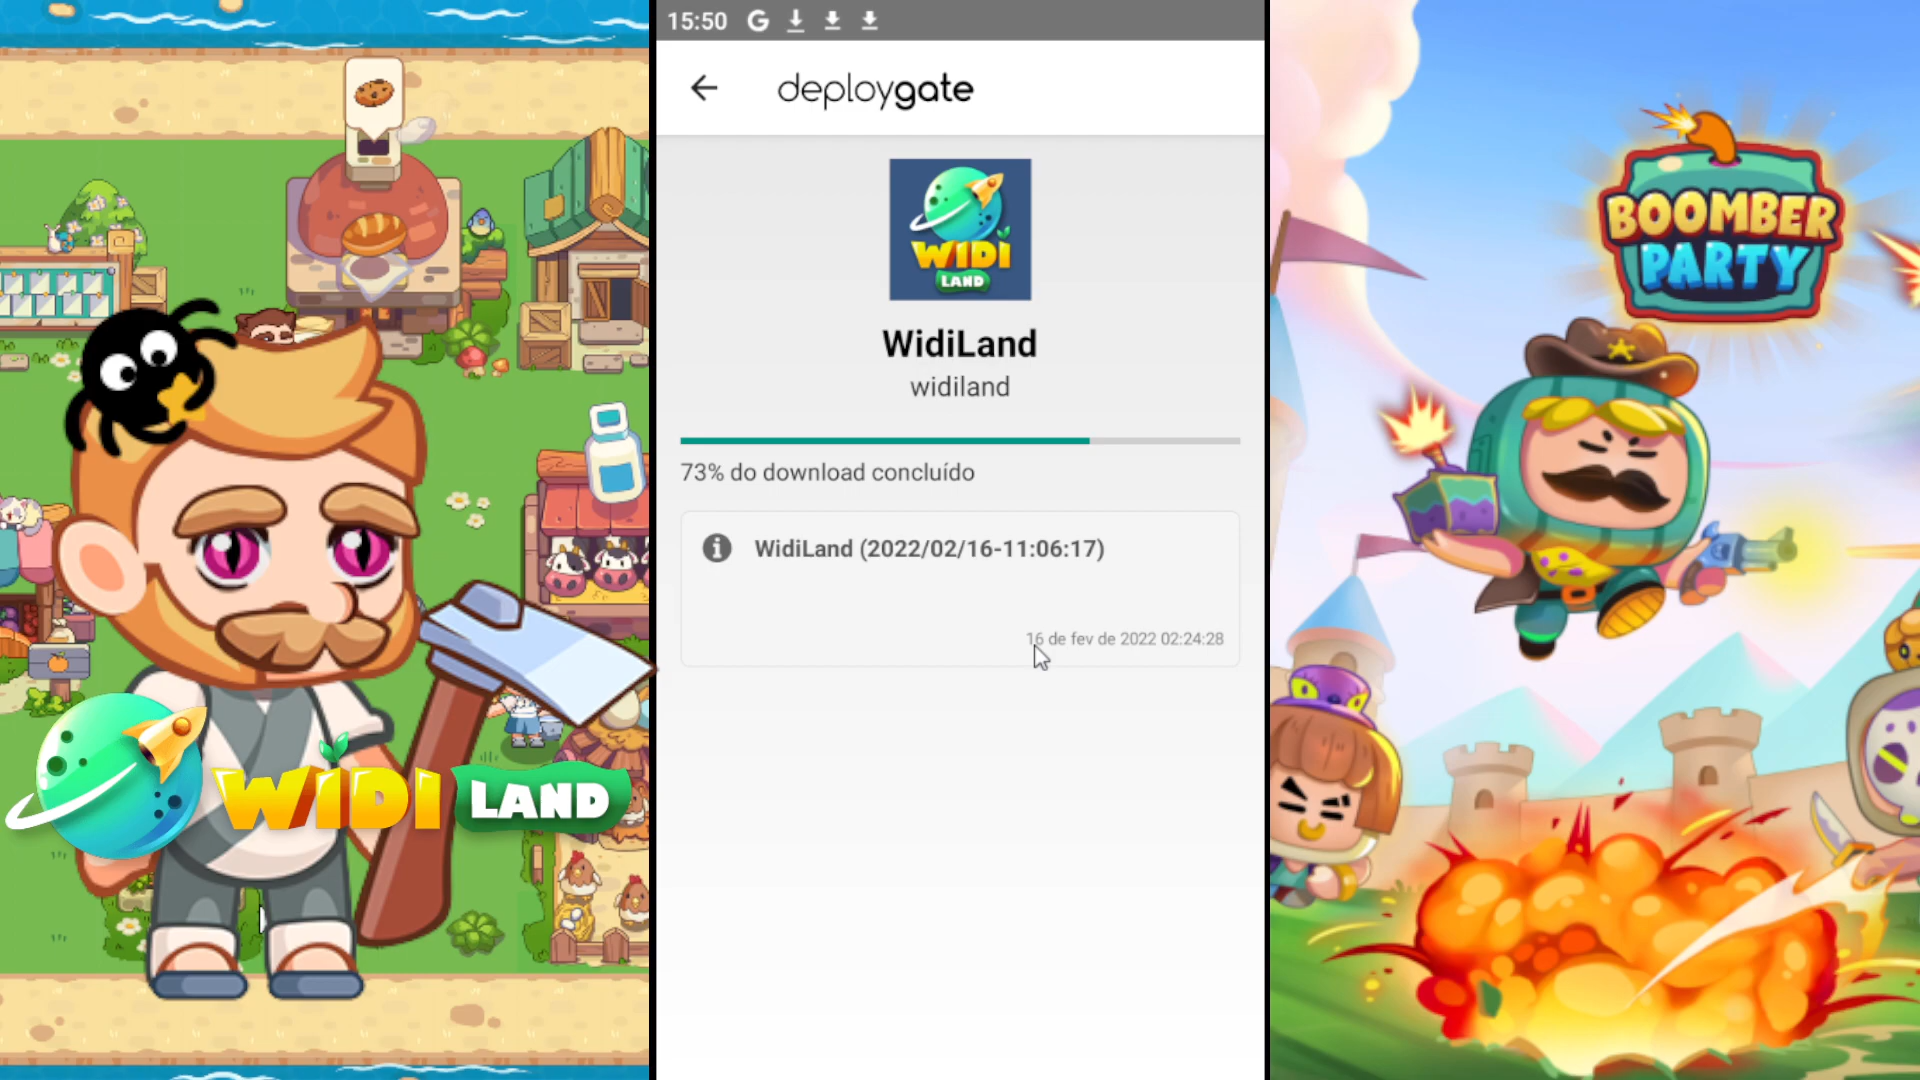 WIDI LAND
15:50
deploygate
WIDI
LAND
WidiLand
widiland
73% do download concluído
WidiLand (2022/02/16-11:06:17)
16 de fev de 2022 02:24:28
BOOMBER
PARTY